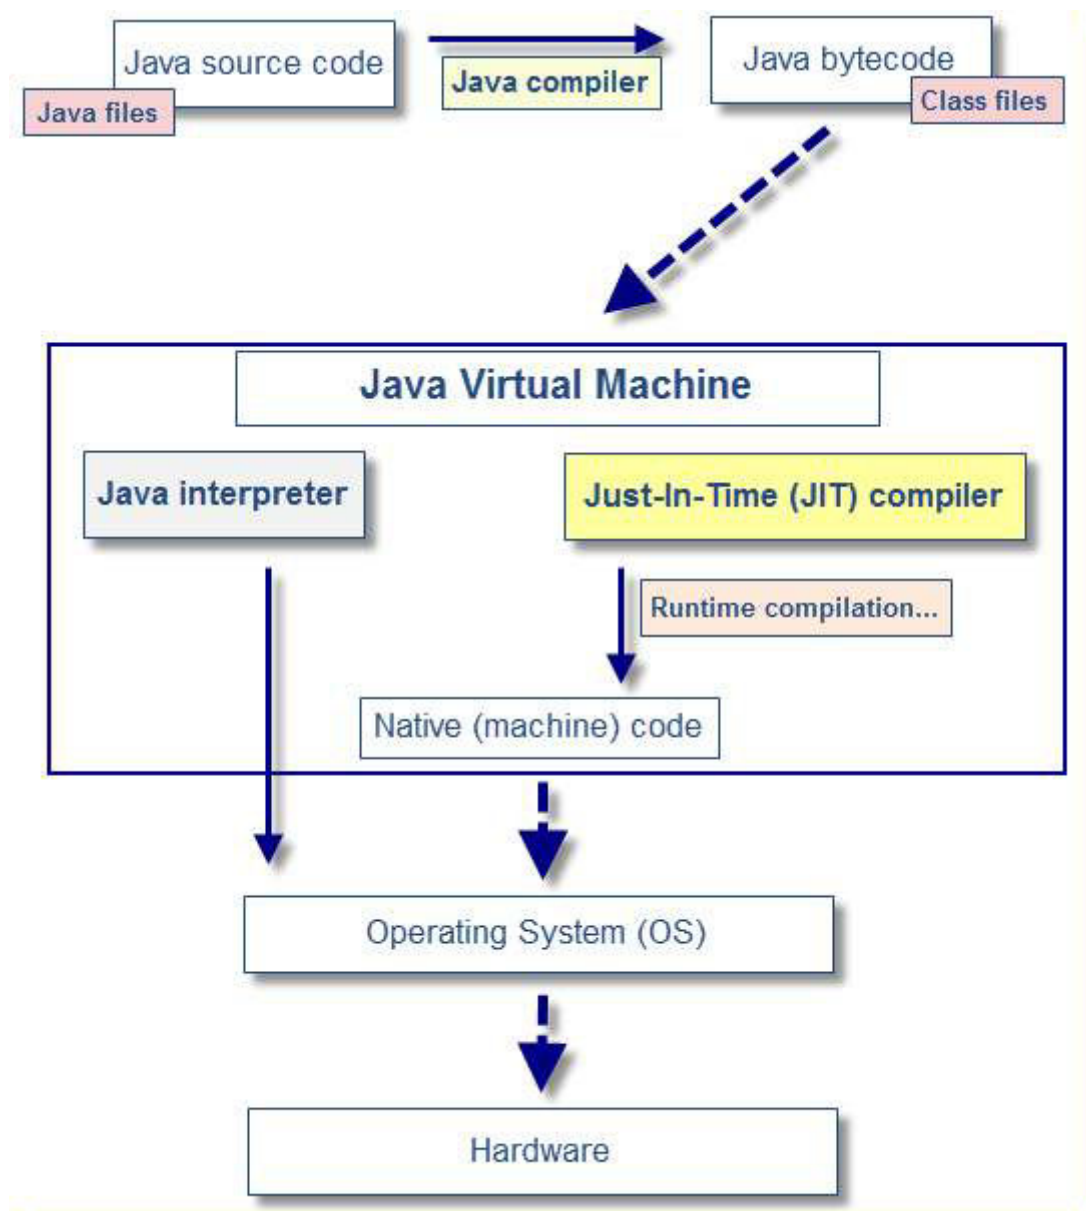 Java source code
Java files
Java compiler
Java bytecode
Class files
Java Virtual Machine
Java interpreter
Just-In-Time (JIT) compiler
Runtime compilation...
Native (machine) code
Operating System (OS)
Hardware